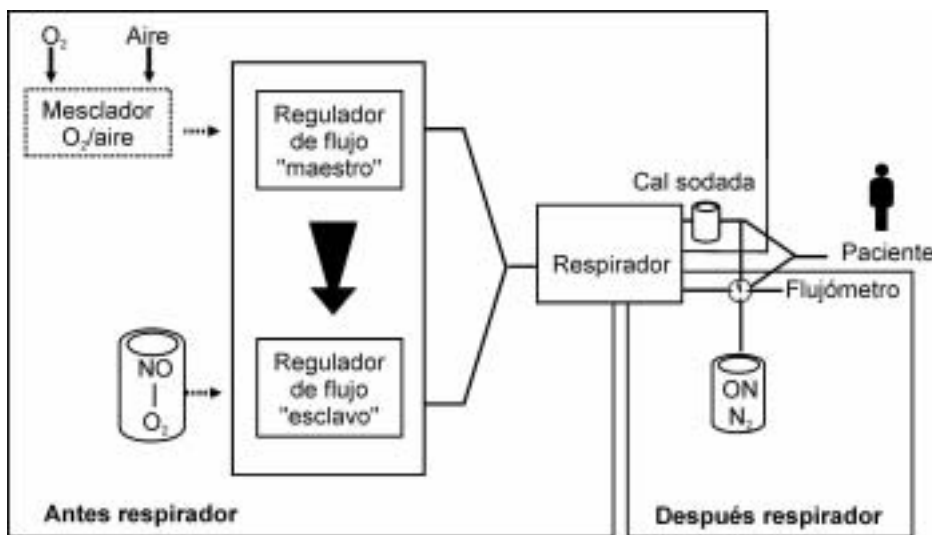 O₂ Aire
Mesclador
O₂/aire
Regulador
de flujo
"maestro"
Cal sodada
Respirador
Paciente
Flujómetro
NO
O₂
Regulador
de flujo
"esclavo"
ON
N₂
Antes respirador
Después respirador